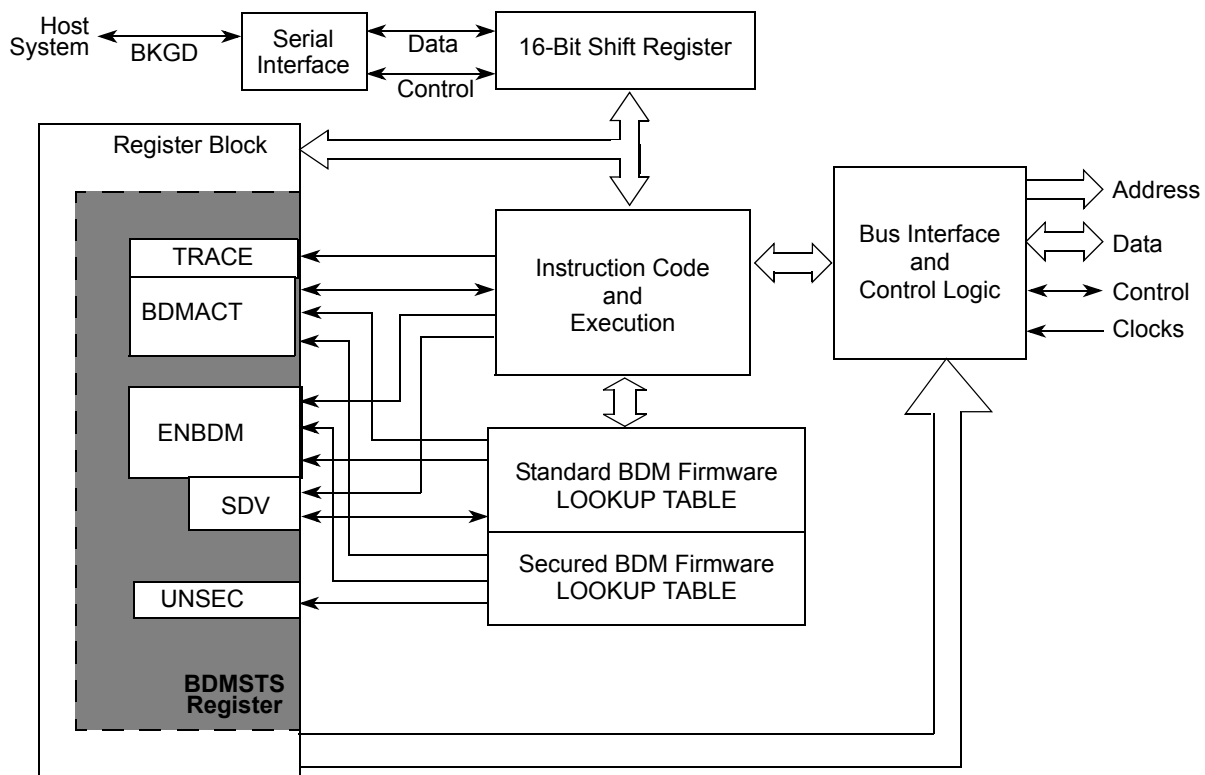 Host
System
BKGD
Serial
Interface
Data
Control
16-Bit Shift Register
Register Block
TRACE
BDMACT
ENBDM
SDV
UNSEC
BDMSTS
Register
Instruction Code
and
Execution
Standard BDM Firmware
LOOKUP TABLE
Secured BDM Firmware
LOOKUP TABLE
Bus Interface
and
Control Logic
Address
Data
Control
Clocks